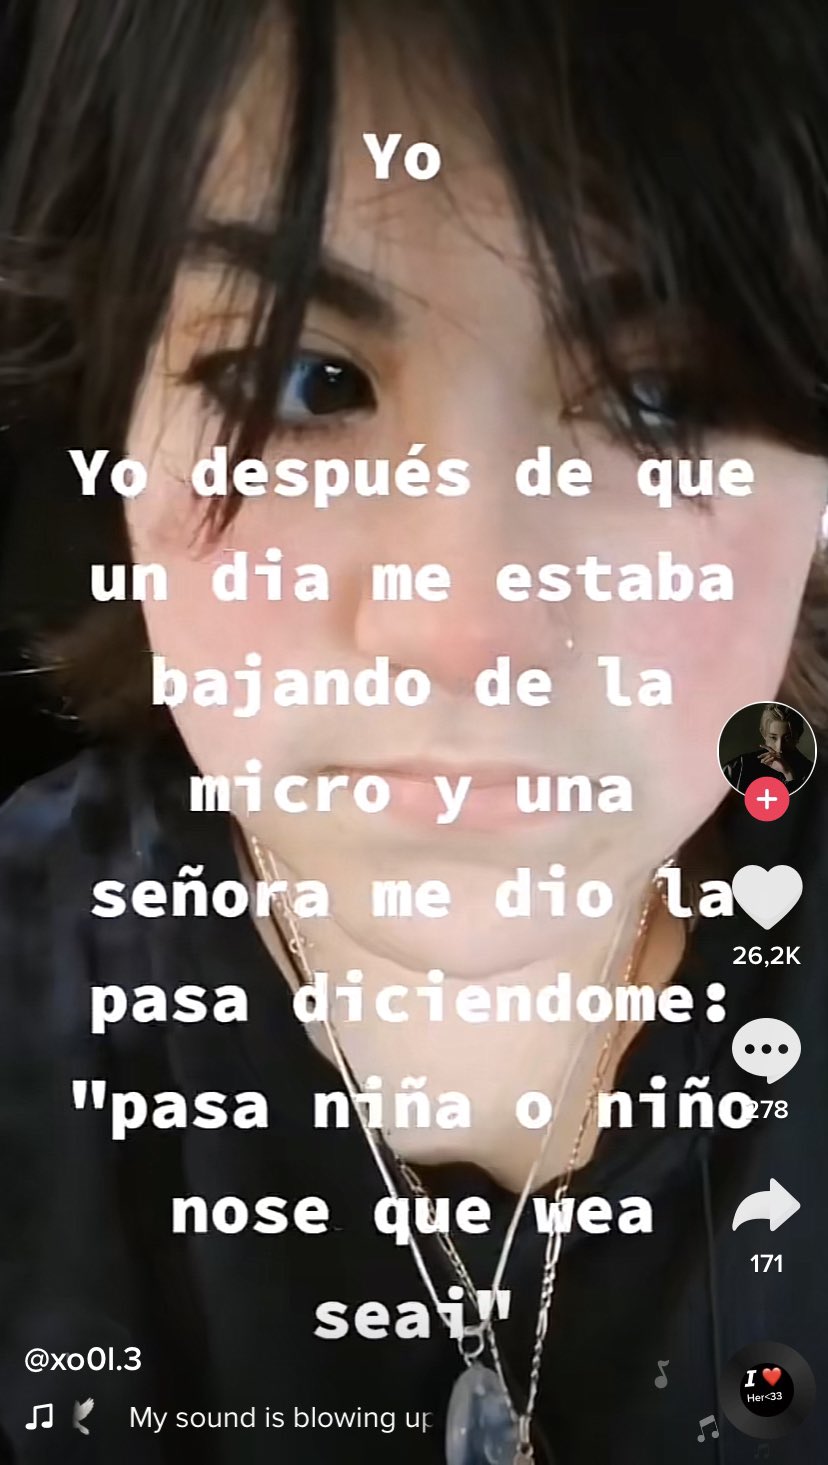 Yo
Yo después de que
un dia me estaba
bajando de la
micro y una
señora me dio la
pasa diciendome:
"pasa niña o niño
nose que wea
seai"
26,2K
278
171
@xo0l.3
My sound is blowing up
I ❤️
Her<33